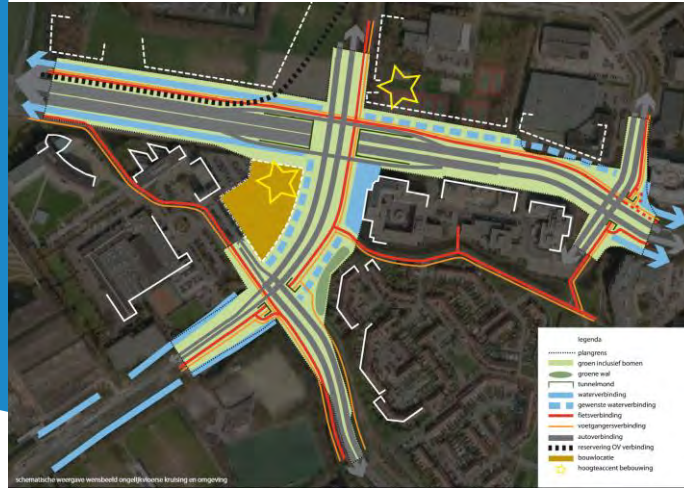 legenda
plangrens
groen inclusief bomen
groene wal
tunnelmond
waterverbinding
gewenste waterverbinding
fietsverbinding
voetgangersverbinding
autoverbinding
reservering OV verbinding
bouwlocatie
hoogteaccent bebouwing
schematische weergave wensbeeld ongelijkvloerse kruising en omgeving